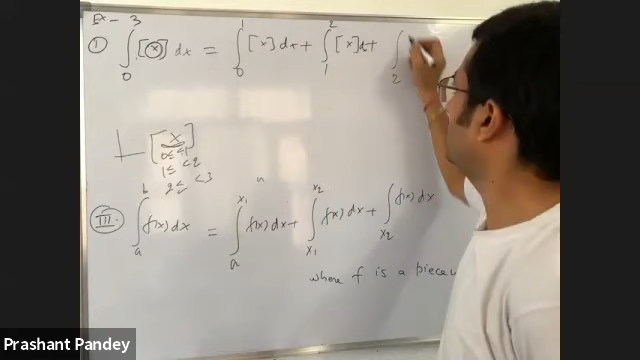 Ex - 3
① ∫₀³ [x] dx = ∫₀¹ [x] dx + ∫₁² [x] dx + ∫₂
[x]
0≤ <1
1≤ <2
2≤ <3
III. ∫ₐᵇ f(x) dx = ∫ₐ^x₁ f(x) dx + ∫_x₁^x₂ f(x) dx + ∫_x₂ f(x) dx
where f is a
Prashant Pandey